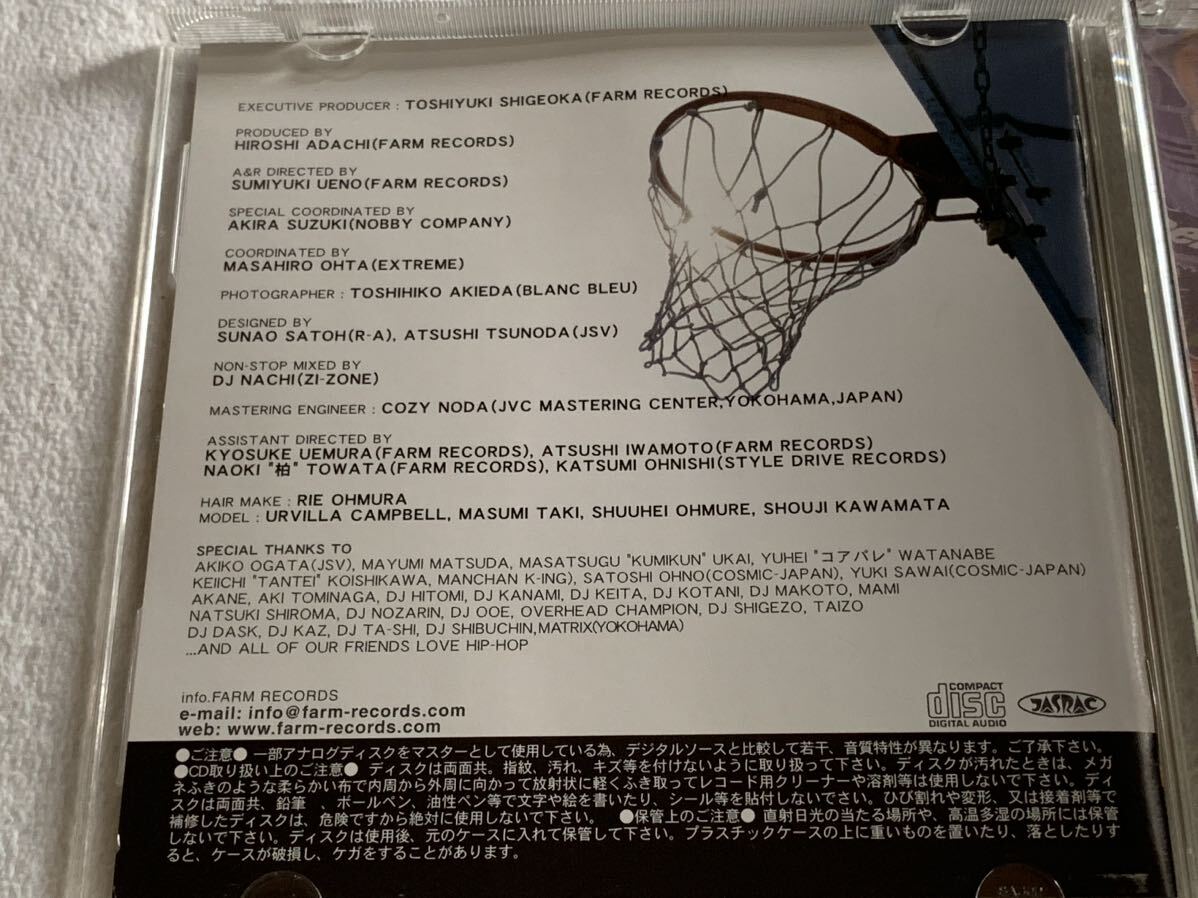 EXECUTIVE PRODUCER : TOSHIYUKI SHIGEOKA(FARM RECORDS)
PRODUCED BY
HIROSHI ADACHI(FARM RECORDS)
A&R DIRECTED BY
SUMIYUKI UENO(FARM RECORDS)
SPECIAL COORDINATED BY
AKIRA SUZUKI(NOBBY COMPANY)
COORDINATED BY
MASAHIRO OHTA(EXTREME)
PHOTOGRAPHER : TOSHIHIKO AKIEDA(BLANC BLEU)
DESIGNED BY
SUNAO SATOH(R-A), ATSUSHI TSUNODA(JSV)
NON-STOP MIXED BY
DJ NACHI(ZI-ZONE)
MASTERING ENGINEER : COZY NODA(JVC MASTERING CENTER,YOKOHAMA,JAPAN)
ASSISTANT DIRECTED BY
KYOSUKE UEMURA(FARM RECORDS), ATSUSHI IWAMOTO(FARM RECORDS)
NAOKI "柏" TOWATA(FARM RECORDS), KATSUMI OHNISHI(STYLE DRIVE RECORDS)
HAIR MAKE : RIE OHMURA
MODEL : URVILLA CAMPBELL, MASUMI TAKI, SHUUHEI OHMURE, SHOUJI KAWAMATA
SPECIAL THANKS TO
AKIKO OGATA(JSV), MAYUMI MATSUDA, MASATSUGU "KUMIKUN" UKAI, YUHEI "コアパレ" WATANABE
KEIICHI "TANTEI" KOISHIKAWA, MANCHAN K-ING), SATOSHI OHNO(COSMIC-JAPAN), YUKI SAWAI(COSMIC-JAPAN)
AKANE, AKI TOMINAGA, DJ HITOMI, DJ KANAMI, DJ KEITA, DJ KOTANI, DJ MAKOTO, MAMI
NATSUKI SHIROMA, DJ NOZARIN, DJ OOE, OVERHEAD CHAMPION, DJ SHIGEZO, TAIZO
DJ DASK, DJ KAZ, DJ TA-SHI, DJ SHIBUCHIN,MATRIX(YOKOHAMA)
...AND ALL OF OUR FRIENDS LOVE HIP-HOP
info.FARM RECORDS
e-mail: info@farm-records.com
web: www.farm-records.com
COMPACT
disc
DIGITAL AUDIO
JASRAC
●ご注意● 一部アナログディスクをマスターとして使用している為、デジタルソースと比較して若干、音質特性が異なります。ご了承下さい。
●CD取り扱い上のご注意● ディスクは両面共。指紋、汚れ、キズ等を付けないように取り扱って下さい。ディスクが汚れたときは、メガ
ネふきのような柔らかい布で内周から外周に向かって放射状に軽くふき取ってレコード用クリーナーや溶剤等は使用しないで下さい。ディ
スクは両面共、鉛筆 、ボールペン、油性ペン等で文字や絵を書いたり、シール等を貼付しないで下さい。ひび割れや変形、又は接着剤等で
補修したディスクは、危険ですから絶対に使用しないで下さい。 ●保管上のご注意● 直射日光の当たる場所や、高温多湿の場所には保管
しないで下さい。ディスクは使用後、元のケースに入れて保管して下さい。プラスチックケースの上に重いものを置いたり、落としたりす
ると、ケースが破損し、ケガをすることがあります。